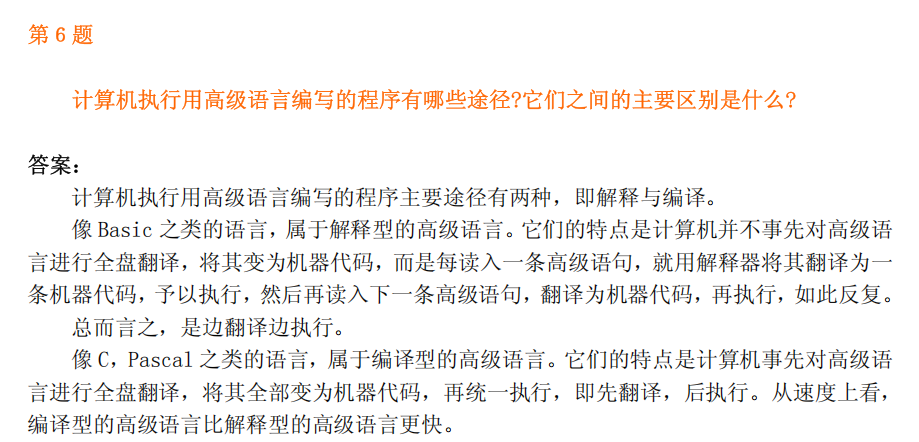 第 6 题
计算机执行用高级语言编写的程序有哪些途径?它们之间的主要区别是什么?
答案：
计算机执行用高级语言编写的程序主要途径有两种，即解释与编译。
像 Basic 之类的语言，属于解释型的高级语言。它们的特点是计算机并不事先对高级语
言进行全盘翻译，将其变为机器代码，而是每读入一条高级语句，就用解释器将其翻译为一
条机器代码，予以执行，然后再读入下一条高级语句，翻译为机器代码，再执行，如此反复。
总而言之，是边翻译边执行。
像 C，Pascal 之类的语言，属于编译型的高级语言。它们的特点是计算机事先对高级语
言进行全盘翻译，将其全部变为机器代码，再统一执行，即先翻译，后执行。从速度上看，
编译型的高级语言比解释型的高级语言更快。